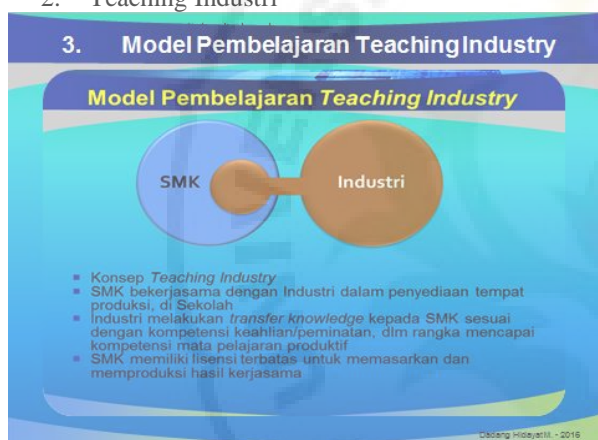 2. Teaching Industri
3. Model Pembelajaran Teaching Industry
Model Pembelajaran Teaching Industry
SMK
Industri
Konsep Teaching Industry
SMK bekerjasama dengan Industri dalam penyediaan tempat
produksi, di Sekolah
Industri melakukan transfer knowledge kepada SMK sesuai
dengan kompetensi keahlian/peminatan, dlm rangka mencapai
kompetensi mata pelajaran produktif
SMK memiliki lisensi terbatas untuk memasarkan dan
memproduksi hasil kerjasama
Dadang Hidayat M. - 2016